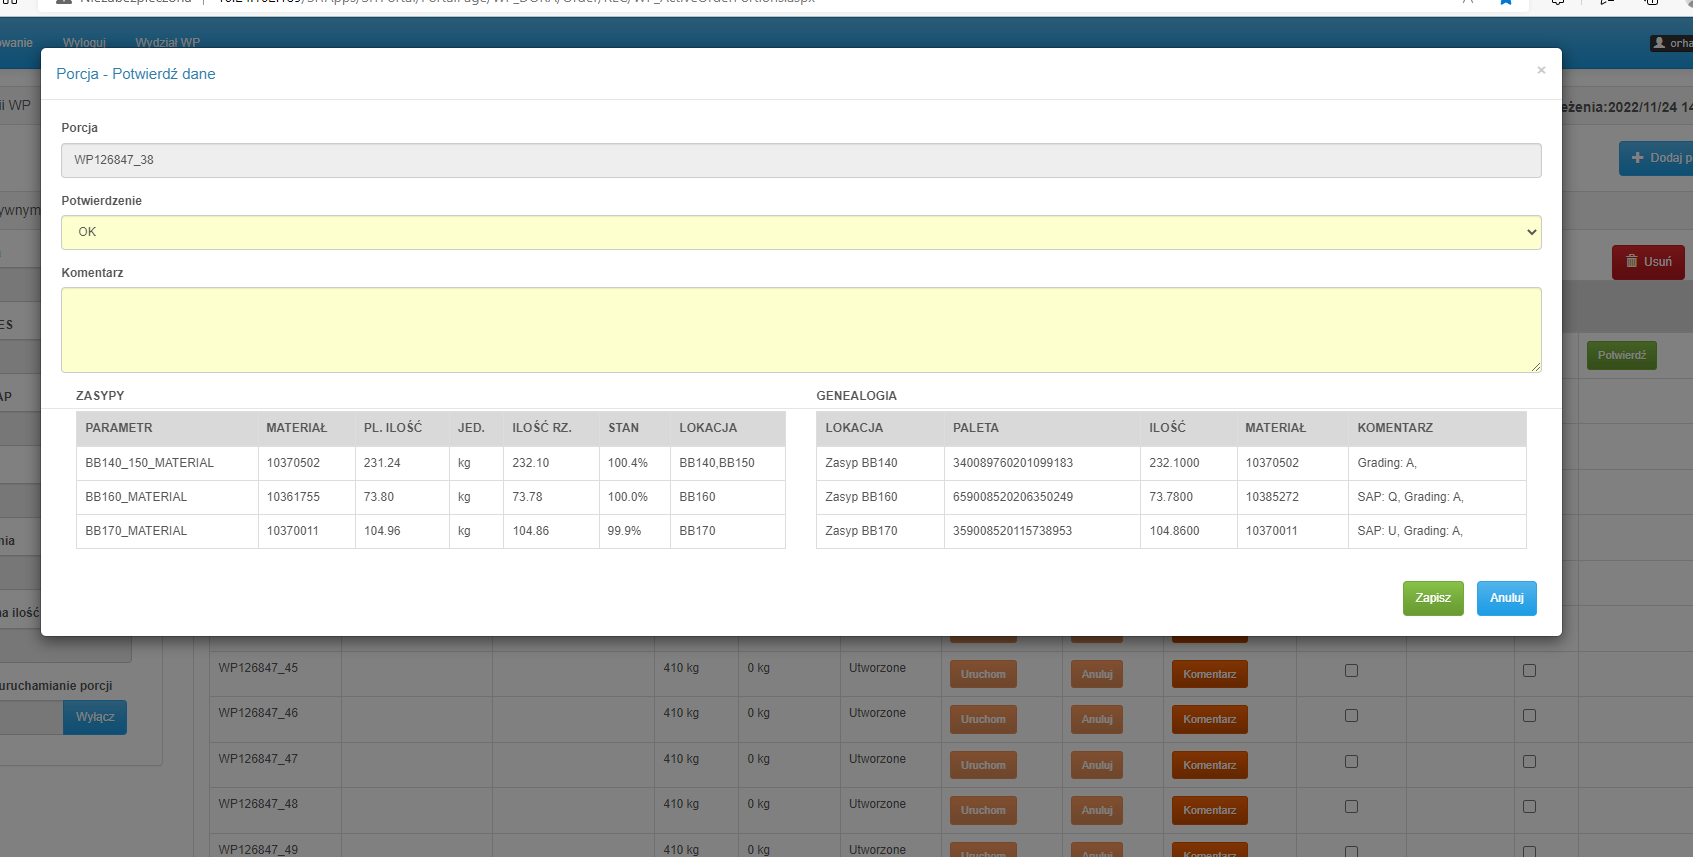 Niezabezpieczona
owanie Wyloguj Wydział WP orha
Porcja - Potwierdź dane ×
ii WP eżenia:2022/11/24 14
Porcja
WP126847_38
Dodaj p
Potwierdzenie
ywnym
OK
Usuń
Komentarz
ES
Potwierdź
AP
ZASYPY GENEALOGIA
PARAMETR MATERIAŁ PL. ILOŚĆ JED. ILOŚĆ RZ. STAN LOKACJA LOKACJA PALETA ILOŚĆ MATERIAŁ KOMENTARZ
BB140_150_MATERIAL 10370502 231.24 kg 232.10 100.4% BB140,BB150 Zasyp BB140 340089760201099183 232.1000 10370502 Grading: A,
BB160_MATERIAL 10361755 73.80 kg 73.78 100.0% BB160 Zasyp BB160 659008520206350249 73.7800 10385272 SAP: Q, Grading: A,
BB170_MATERIAL 10370011 104.96 kg 104.86 99.9% BB170 Zasyp BB170 359008520115738953 104.8600 10370011 SAP: U, Grading: A,
nia
Zapisz Anuluj
na ilość
WP126847_45 410 kg 0 kg Utworzone Uruchom Anuluj Komentarz
uruchamianie porcji
Wyłącz
WP126847_46 410 kg 0 kg Utworzone Uruchom Anuluj Komentarz
WP126847_47 410 kg 0 kg Utworzone Uruchom Anuluj Komentarz
WP126847_48 410 kg 0 kg Utworzone Uruchom Anuluj Komentarz
WP126847_49 410 kg 0 kg Utworzone Uruchom Anuluj Komentarz